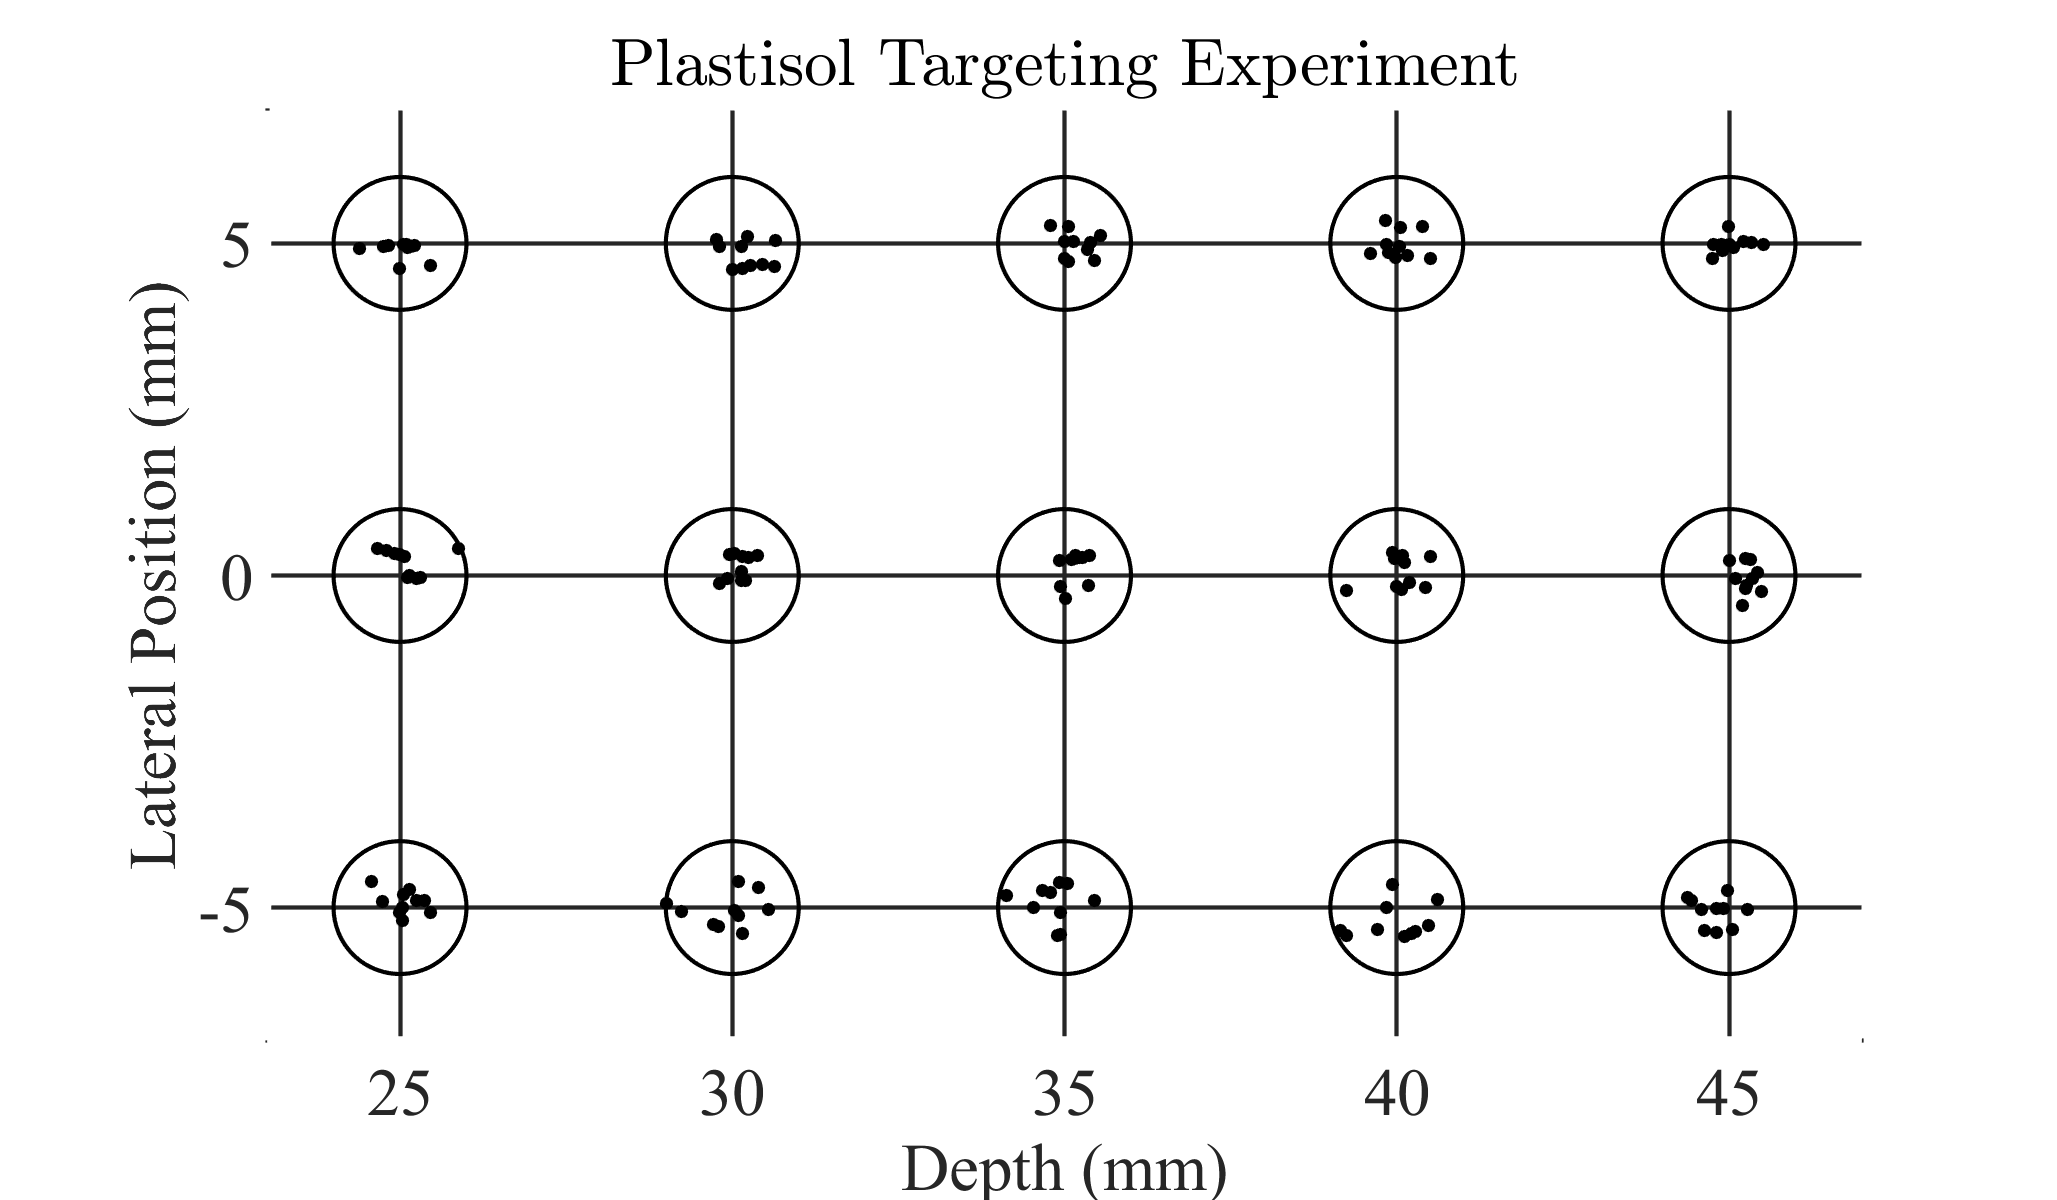 Plastisol Targeting Experiment
Lateral Position (mm)
5
0
-5
25 30 35 40 45
Depth (mm)